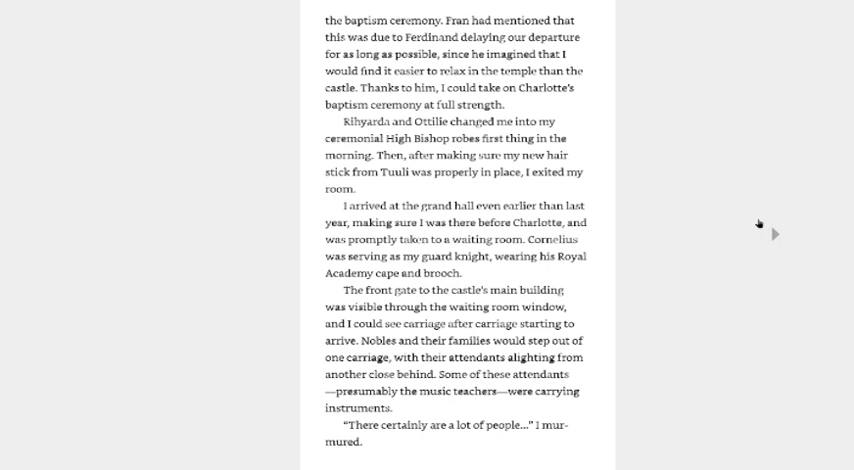 the baptism ceremony. Fran had mentioned that
this was due to Ferdinand delaying our departure
for as long as possible, since he imagined that I
would find it easier to relax in the temple than the
castle. Thanks to him, I could take on Charlotte's
baptism ceremony at full strength.
Rihyarda and Ottilie changed me into my
ceremonial High Bishop robes first thing in the
morning. Then, after making sure my new hair
stick from Tuuli was properly in place, I exited my
room.
I arrived at the grand hall even earlier than last
year, making sure I was there before Charlotte, and
was promptly taken to a waiting room. Cornelius
was serving as my guard knight, wearing his Royal
Academy cape and brooch.
The front gate to the castle's main building
was visible through the waiting room window,
and I could see carriage after carriage starting to
arrive. Nobles and their families would step out of
one carriage, with their attendants alighting from
another close behind. Some of these attendants
—presumably the music teachers—were carrying
instruments.
“There certainly are a lot of people...” I mur-
mured.